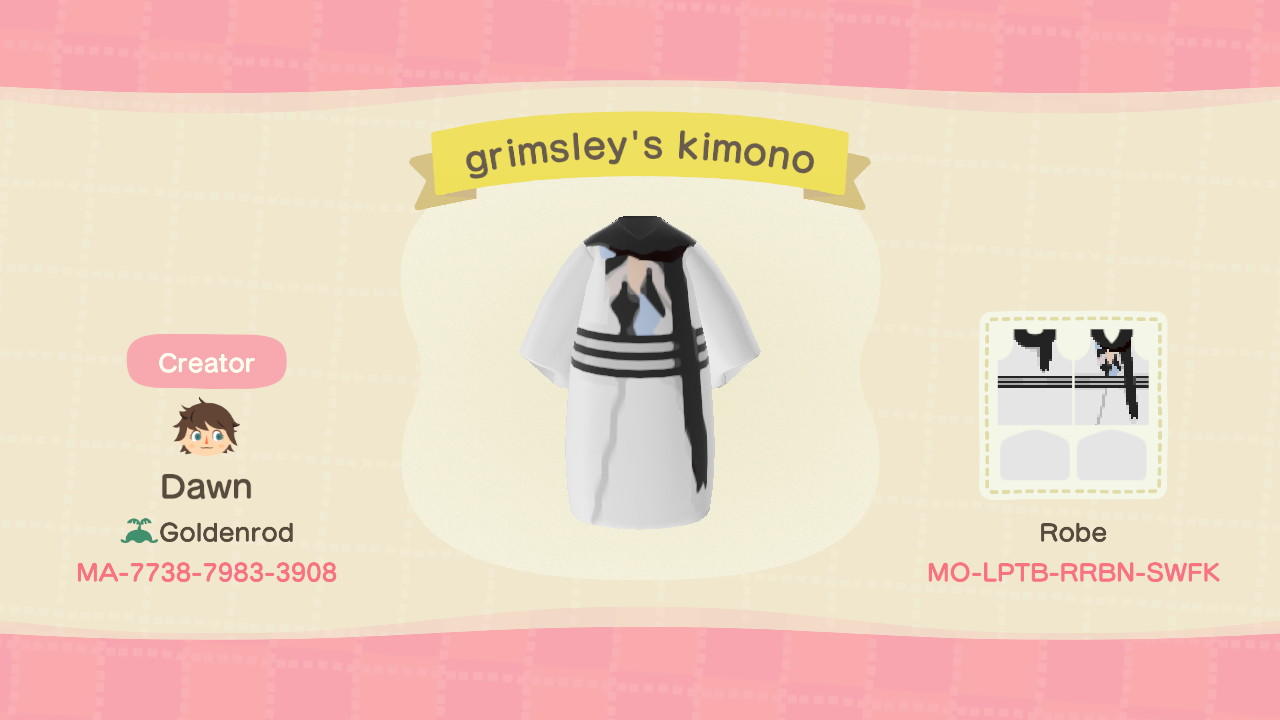 grimsley's kimono
Creator
Dawn
Goldenrod
MA-7738-7983-3908
Robe
MO-LPTB-RRBN-SWFK